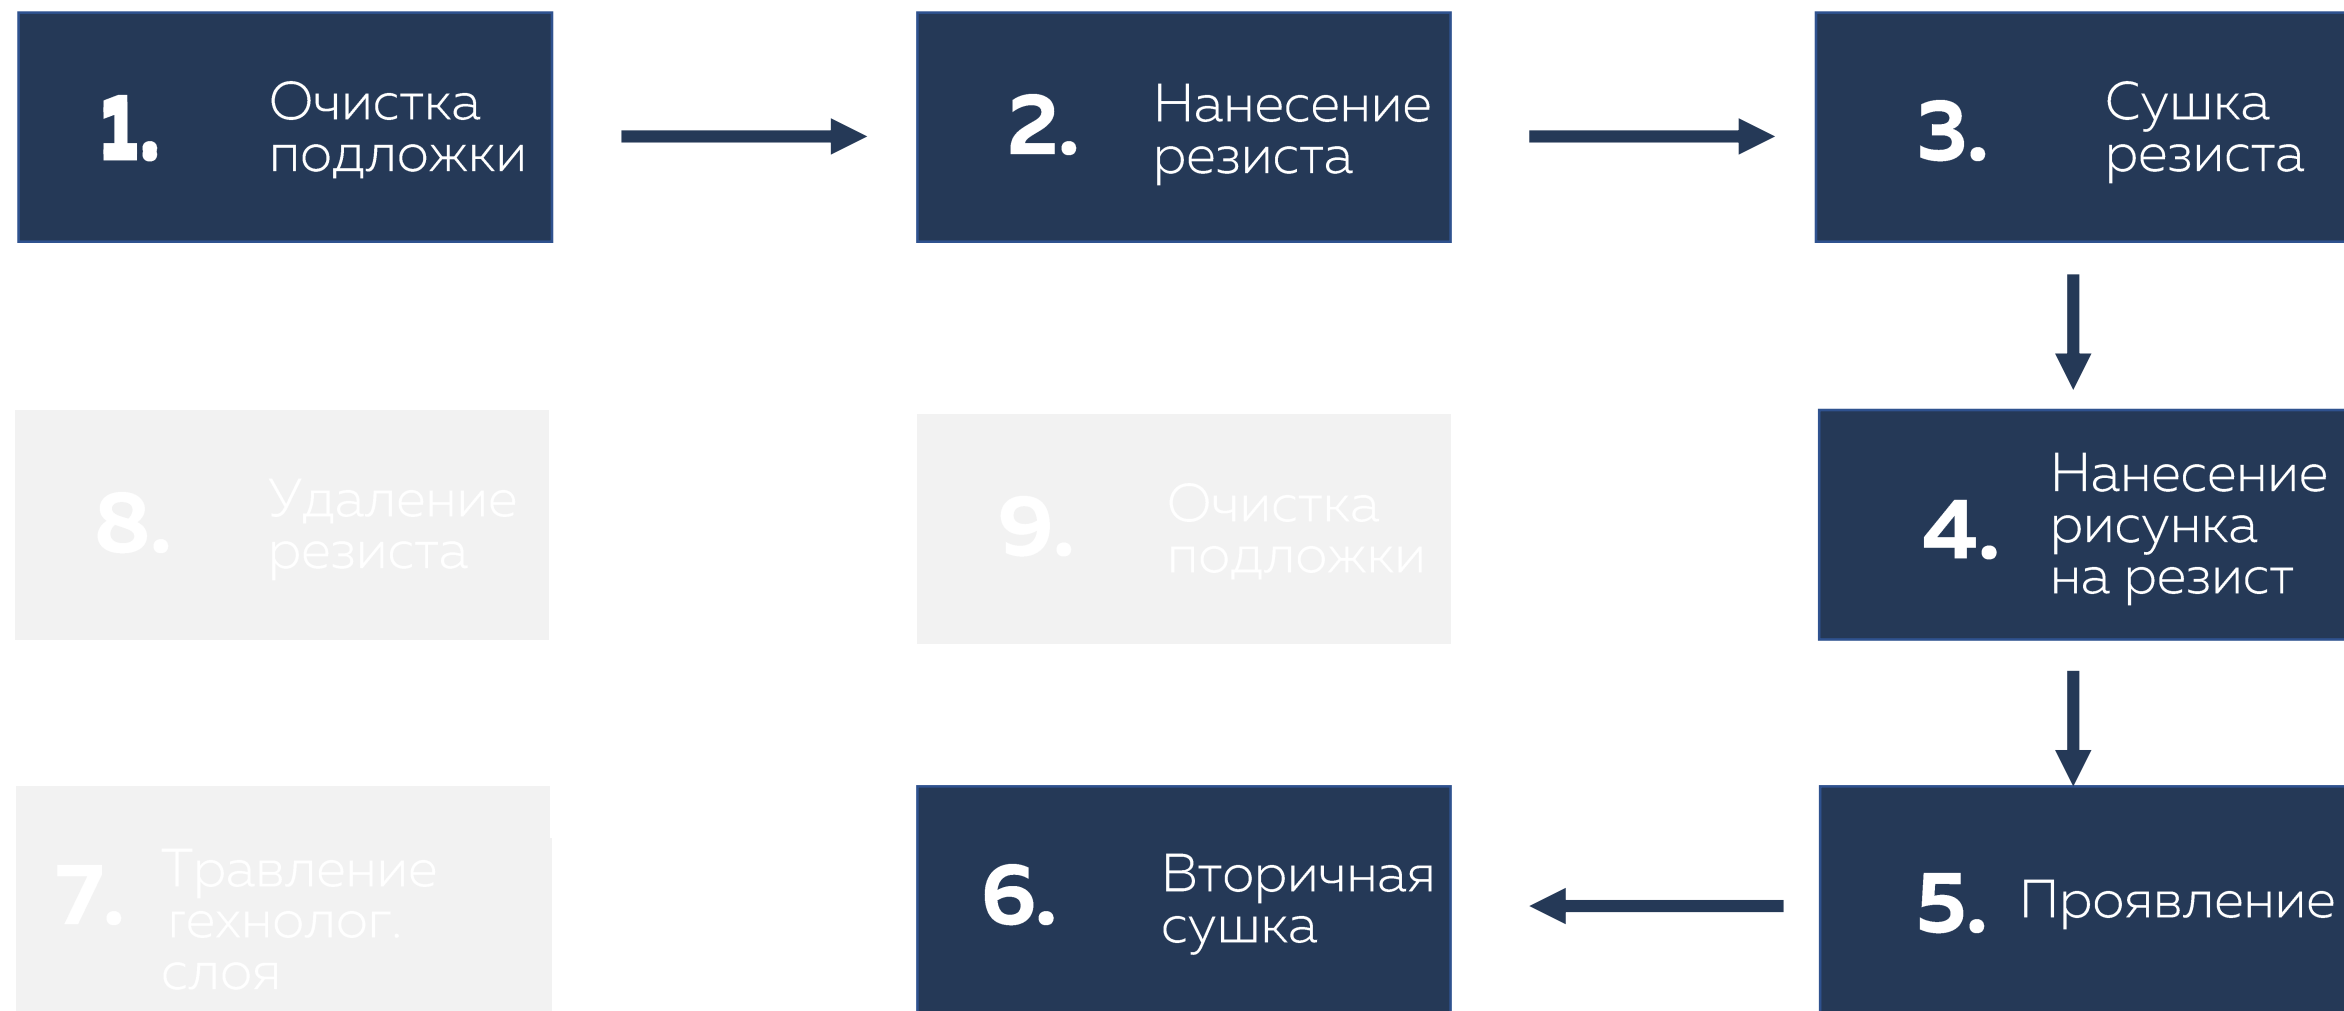 1.
Очистка
подложки
2.
Нанесение
резиста
3.
Сушка
резиста
8.
Удаление
резиста
9.
Очистка
подложки
4.
Нанесение
рисунка
на резист
7.
Травление
технолог.
слоя
6.
Вторичная
сушка
5.
Проявление